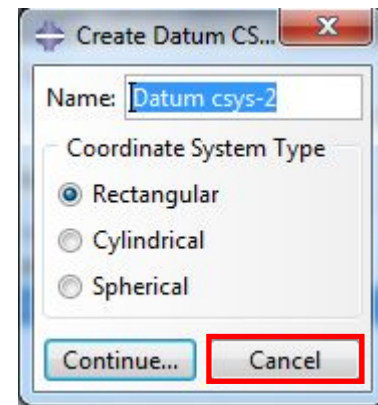 Create Datum CS...
Name: Datum csys-2
Coordinate System Type
Rectangular
Cylindrical
Spherical
Continue... Cancel